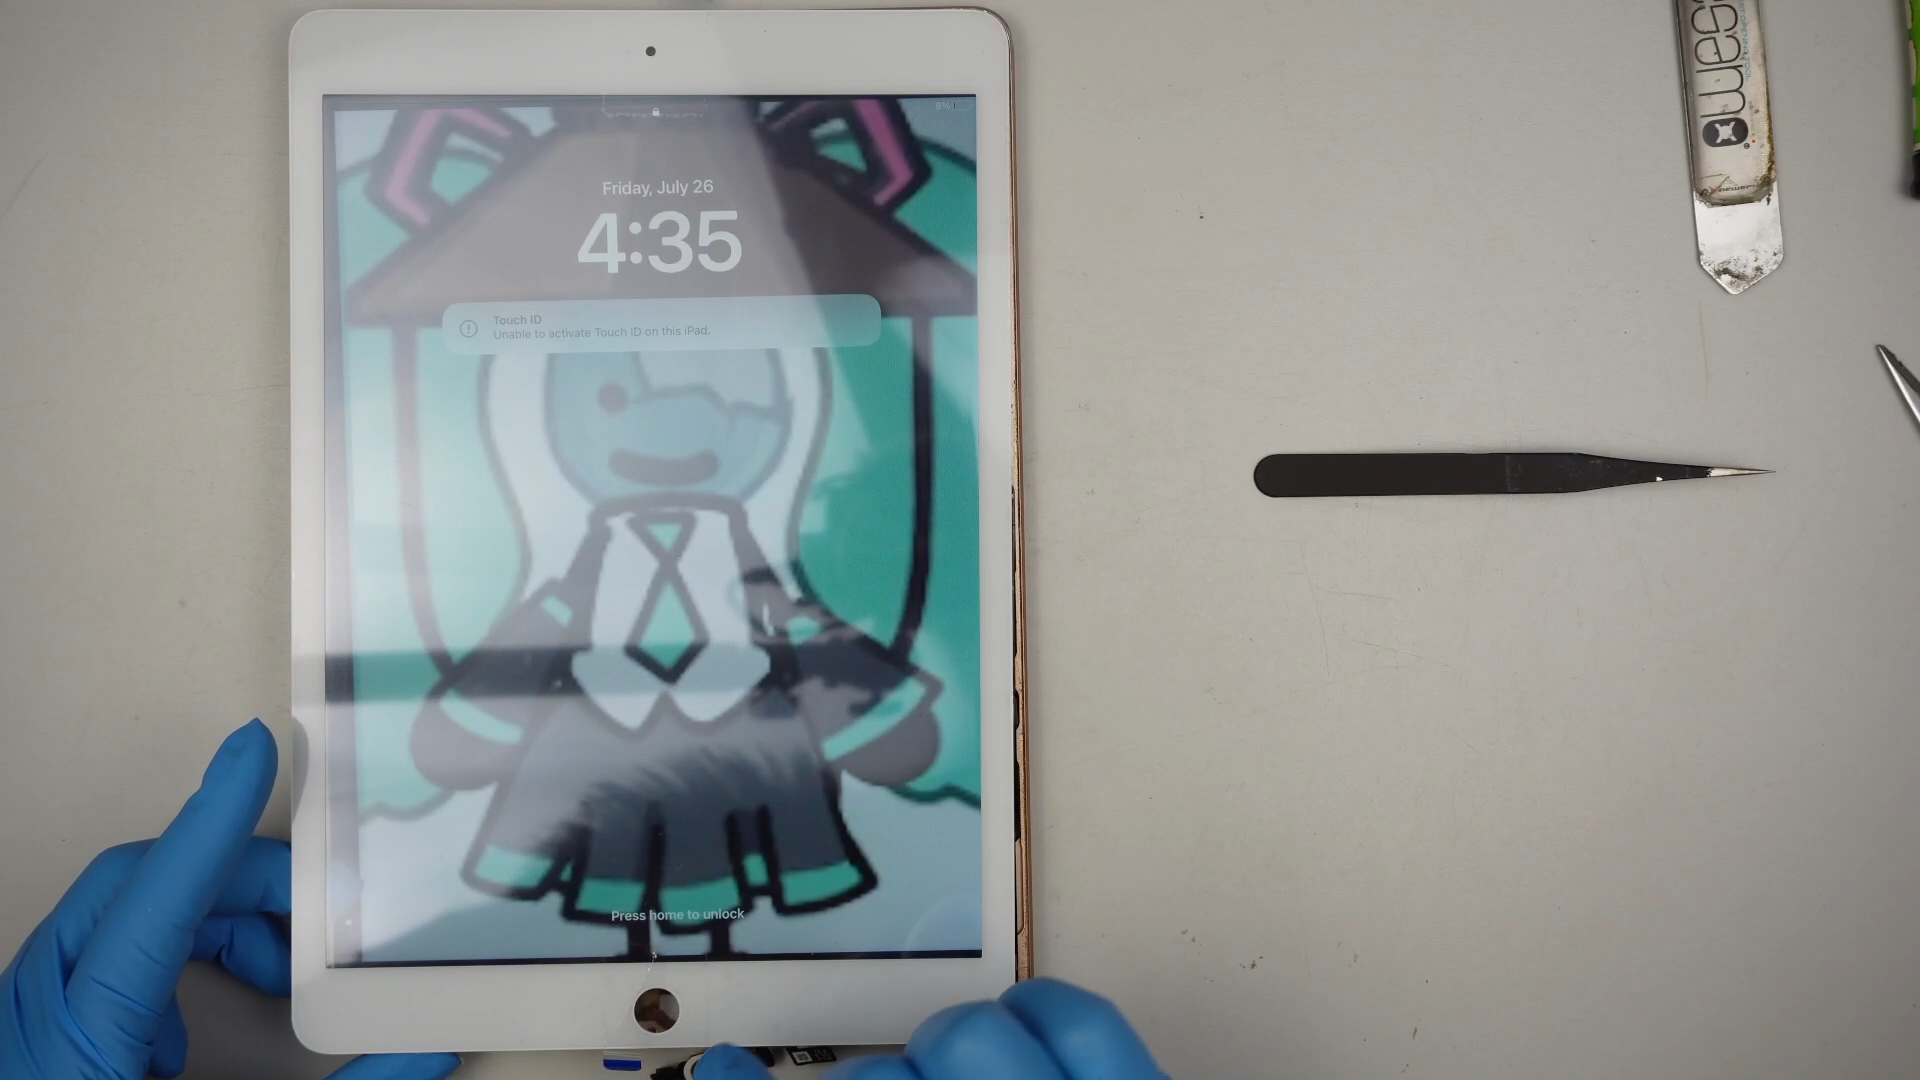 8%
Friday, July 26
4:35
Touch ID
Unable to activate Touch ID on this iPad.
Press home to unlock